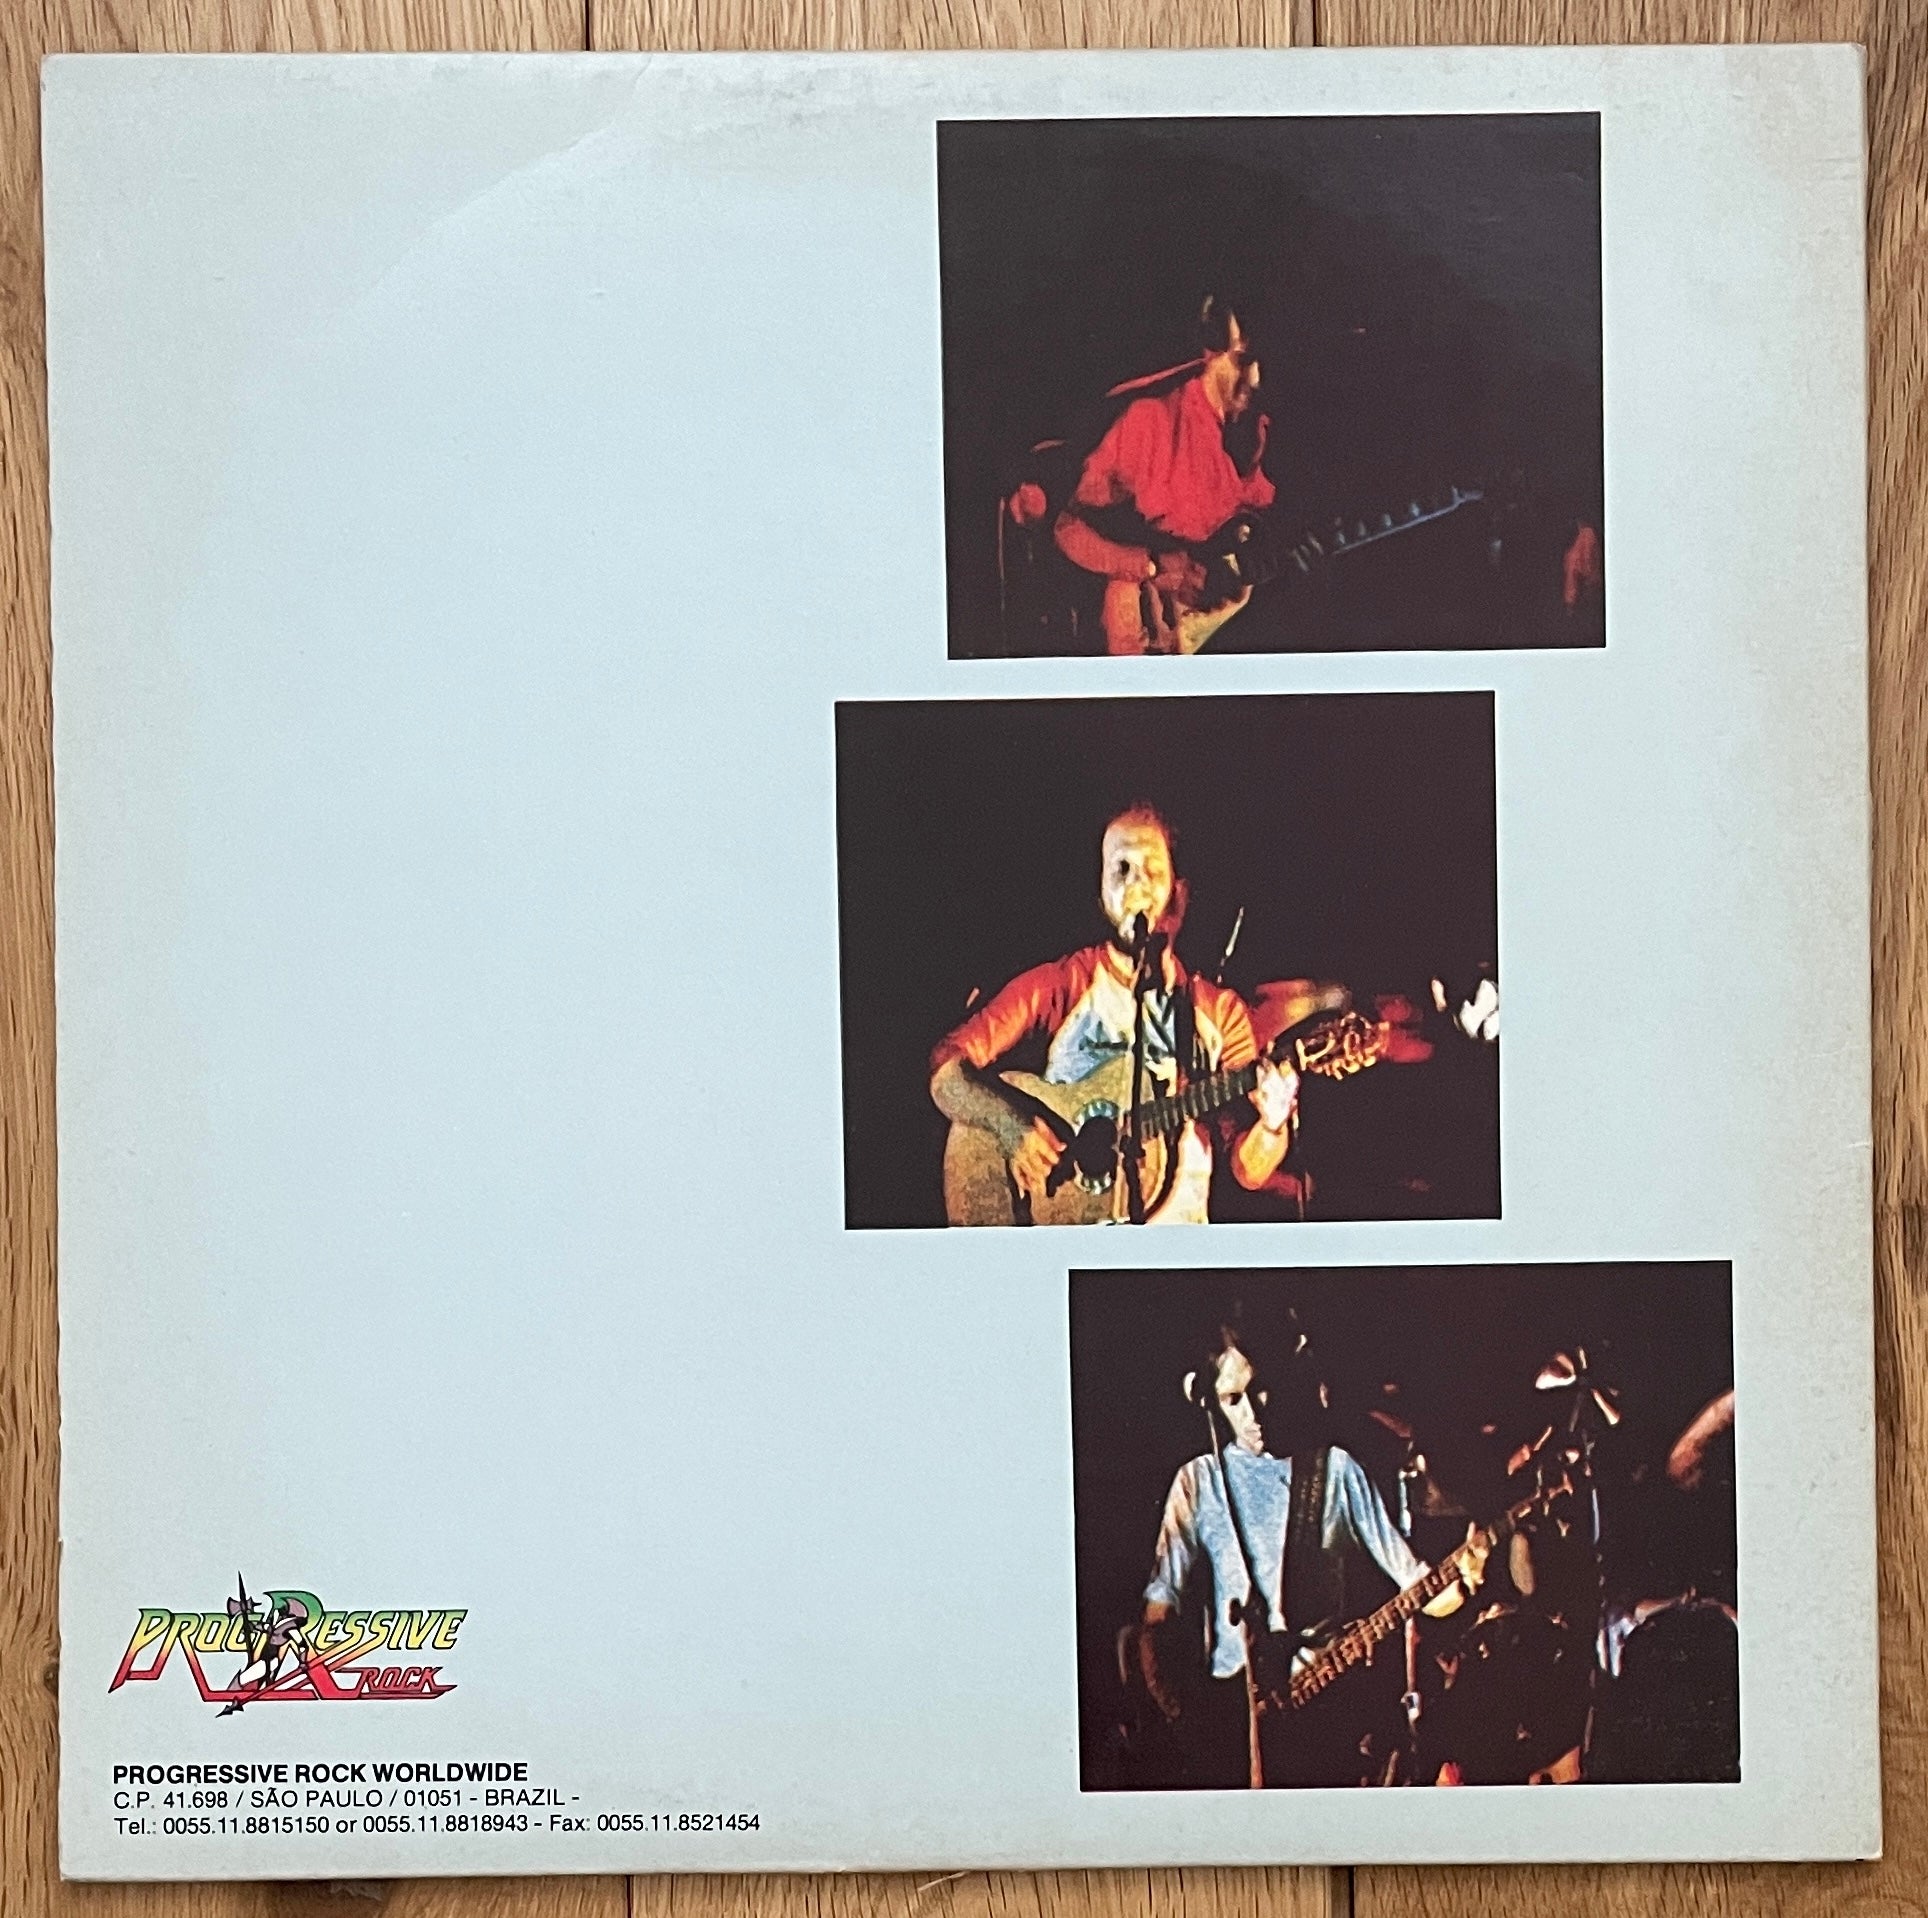 PROGRESSIVE
ROCK
PROGRESSIVE ROCK WORLDWIDE
C.P. 41.698 / SÃO PAULO / 01051 - BRAZIL -
Tel.: 0055.11.8815150 or 0055.11.8818943 - Fax: 0055.11.8521454